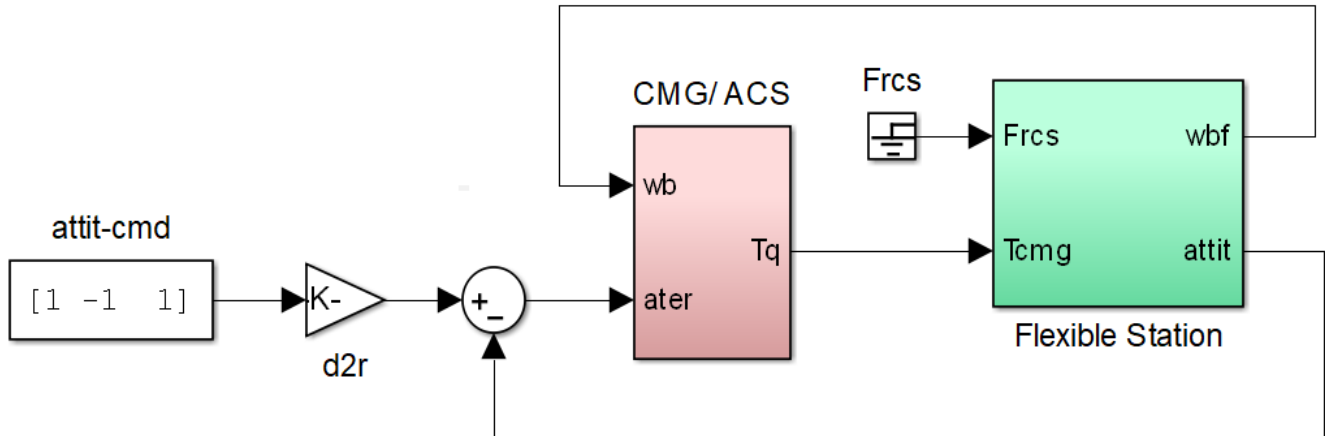 CMG/ ACS
Frcs
Frcs
wbf
wb
attit-cmd
Tq
Tcmg
attit
[1 -1 1]
-K-
+
−
ater
Flexible Station
d2r